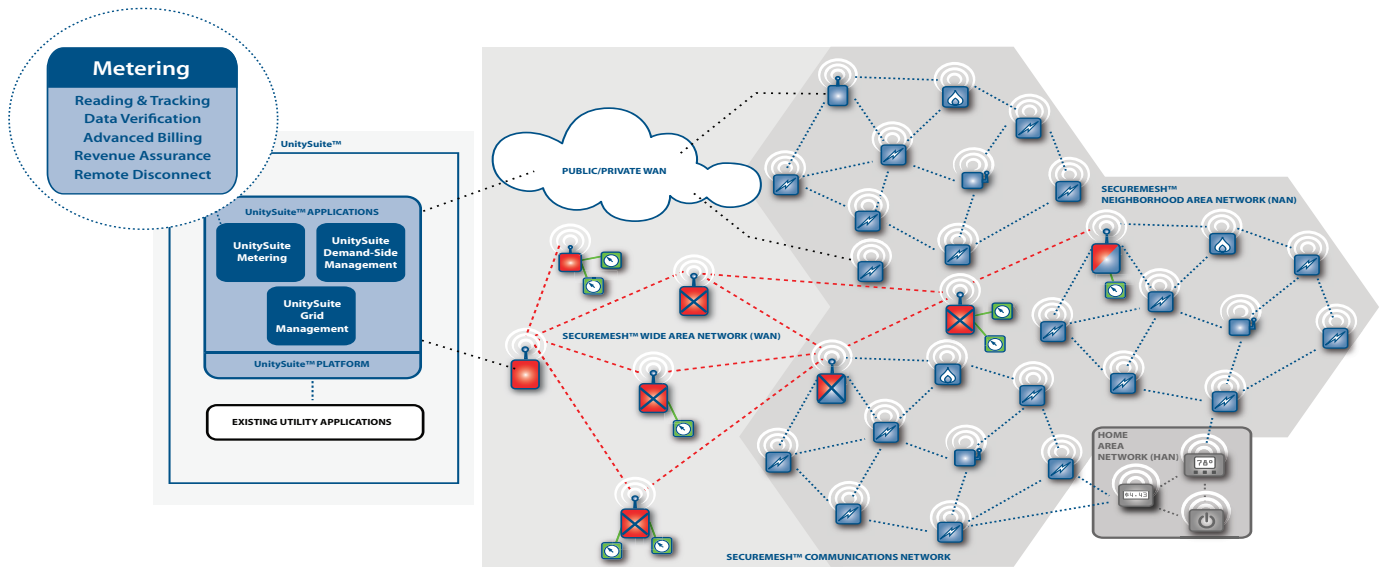 Metering
Reading & Tracking
Data Verification
Advanced Billing
Revenue Assurance
Remote Disconnect
UnitySuite™
UnitySuite™ APPLICATIONS
UnitySuite
Metering
UnitySuite
Demand-Side
Management
UnitySuite
Grid
Management
UnitySuite™ PLATFORM
EXISTING UTILITY APPLICATIONS
PUBLIC/PRIVATE WAN
SECUREMESH™ WIDE AREA NETWORK (WAN)
SECUREMESH™
NEIGHBORHOOD AREA NETWORK (NAN)
HOME
AREA
NETWORK (HAN)
78°
$4.43
SECUREMESH™ COMMUNICATIONS NETWORK